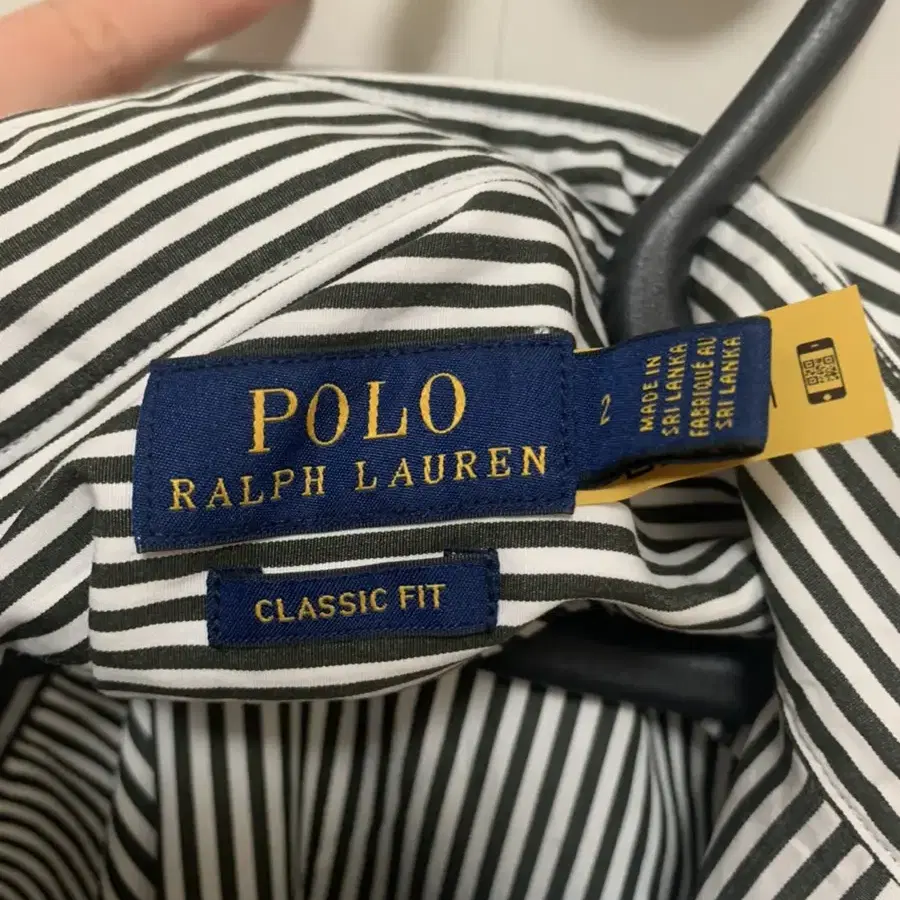 POLO
RALPH LAUREN
CLASSIC FIT
2
MADE IN
SRI LANKA
FABRIQUÉ AU
SRI LANKA